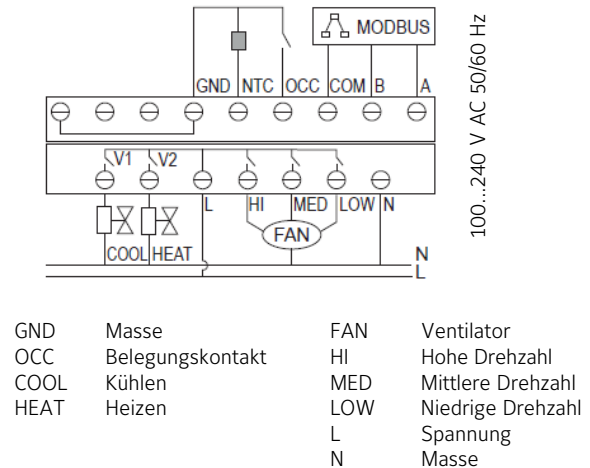 MODBUS
100...240 V AC 50/60 Hz
GND NTC OCC COM B A
V1 V2
L HI MED LOW N
FAN
COOL HEAT
N
L
GND Masse
OCC Belegungskontakt
COOL Kühlen
HEAT Heizen
FAN Ventilator
HI Hohe Drehzahl
MED Mittlere Drehzahl
LOW Niedrige Drehzahl
L Spannung
N Masse